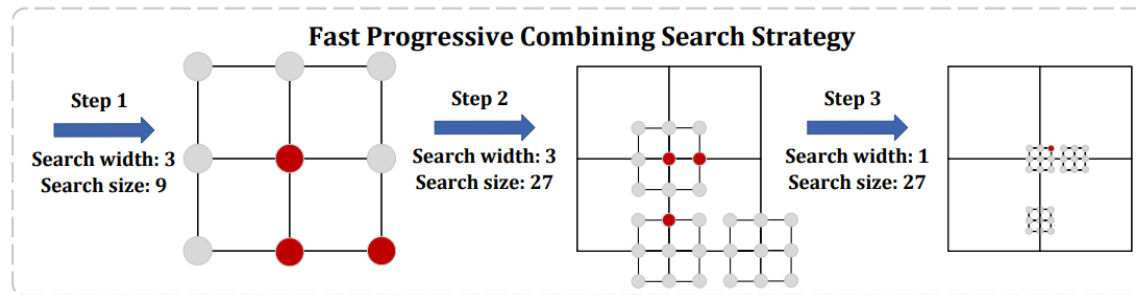 Fast Progressive Combining Search Strategy
Step 1
Search width: 3
Search size: 9
Step 2
Search width: 3
Search size: 27
Step 3
Search width: 1
Search size: 27